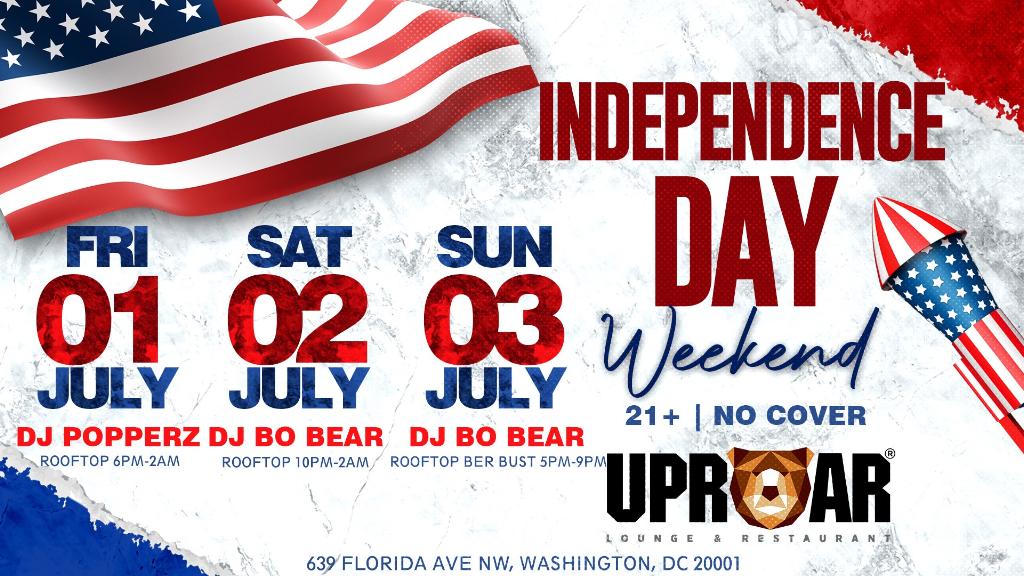 INDEPENDENCE
DAY
Weekend
21+ | NO COVER
FRI
01
JULY
DJ POPPERZ
ROOFTOP 6PM-2AM
SAT
02
JULY
DJ BO BEAR
ROOFTOP 10PM-2AM
SUN
03
JULY
DJ BO BEAR
ROOFTOP BER BUST 5PM-9PM
UPROAR®
LOUNGE & RESTAURANT
639 FLORIDA AVE NW, WASHINGTON, DC 20001